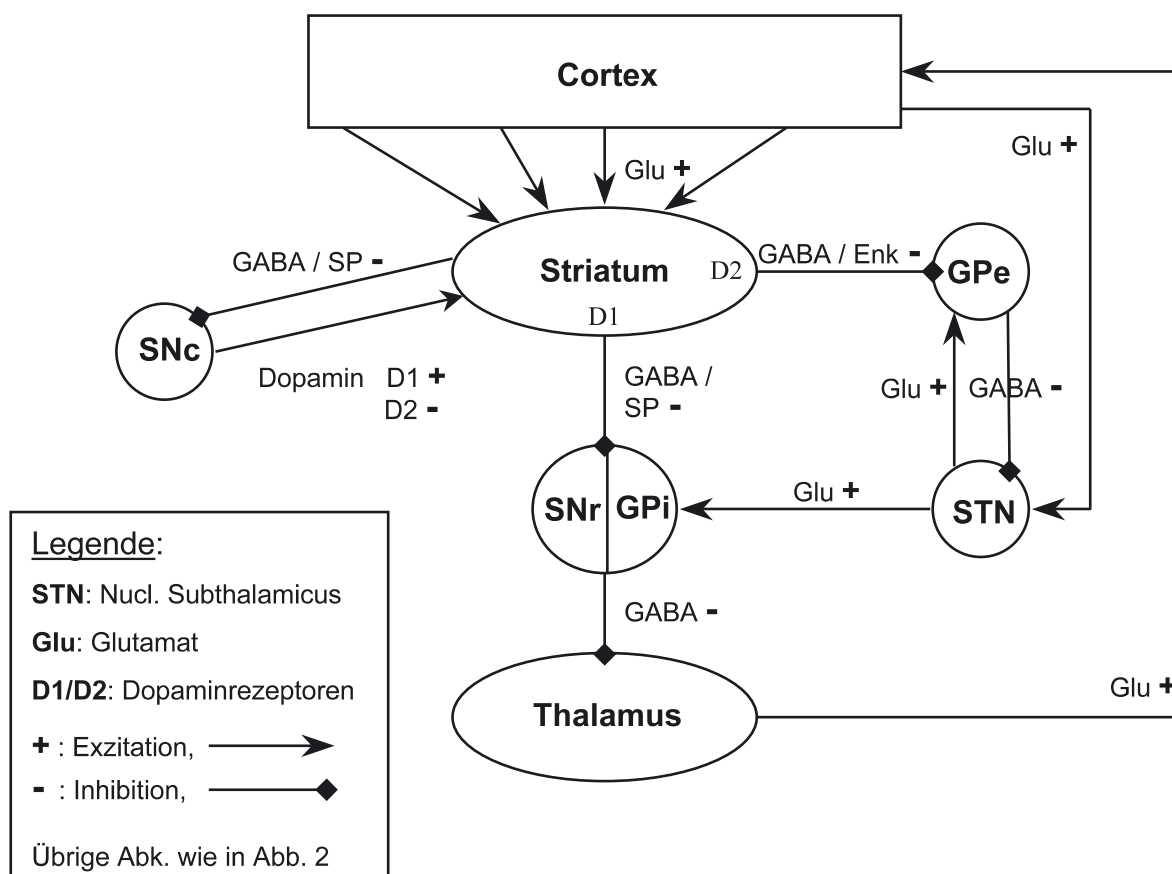 Cortex
Glu +
Glu +
GABA / SP -
Striatum
D2
GABA / Enk -
GPe
D1
SNc
Dopamin D1 +
D2 -
GABA /
SP -
Glu +
GABA -
SNr
GPi
Glu +
STN
GABA -
Thalamus
Glu +
Legende:
STN: Nucl. Subthalamicus
Glu: Glutamat
D1/D2: Dopaminrezeptoren
+ : Exzitation,
- : Inhibition,
Übrige Abk. wie in Abb. 2